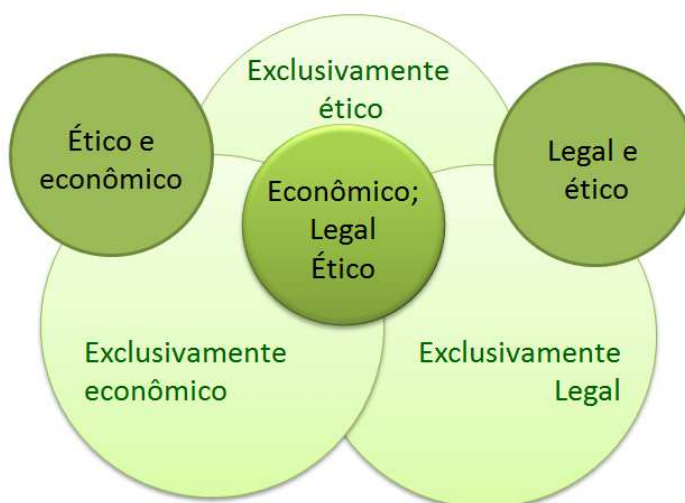 Exclusivamente
ético
Ético e
econômico
Legal e
ético
Econômico;
Legal
Ético
Exclusivamente
econômico
Exclusivamente
Legal